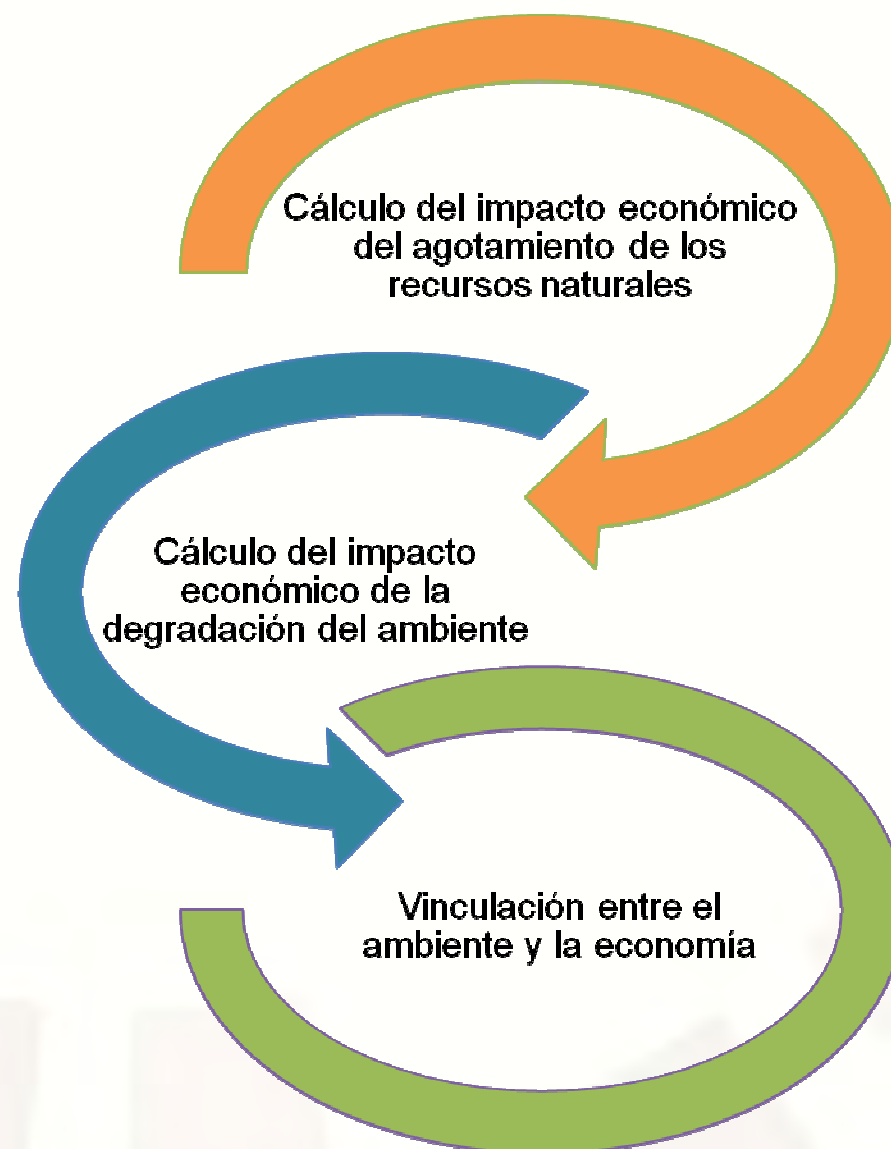 Cálculo del impacto económico
del agotamiento de los
recursos naturales
Cálculo del impacto
económico de la
degradación del ambiente
Vinculación entre el
ambiente y la economía